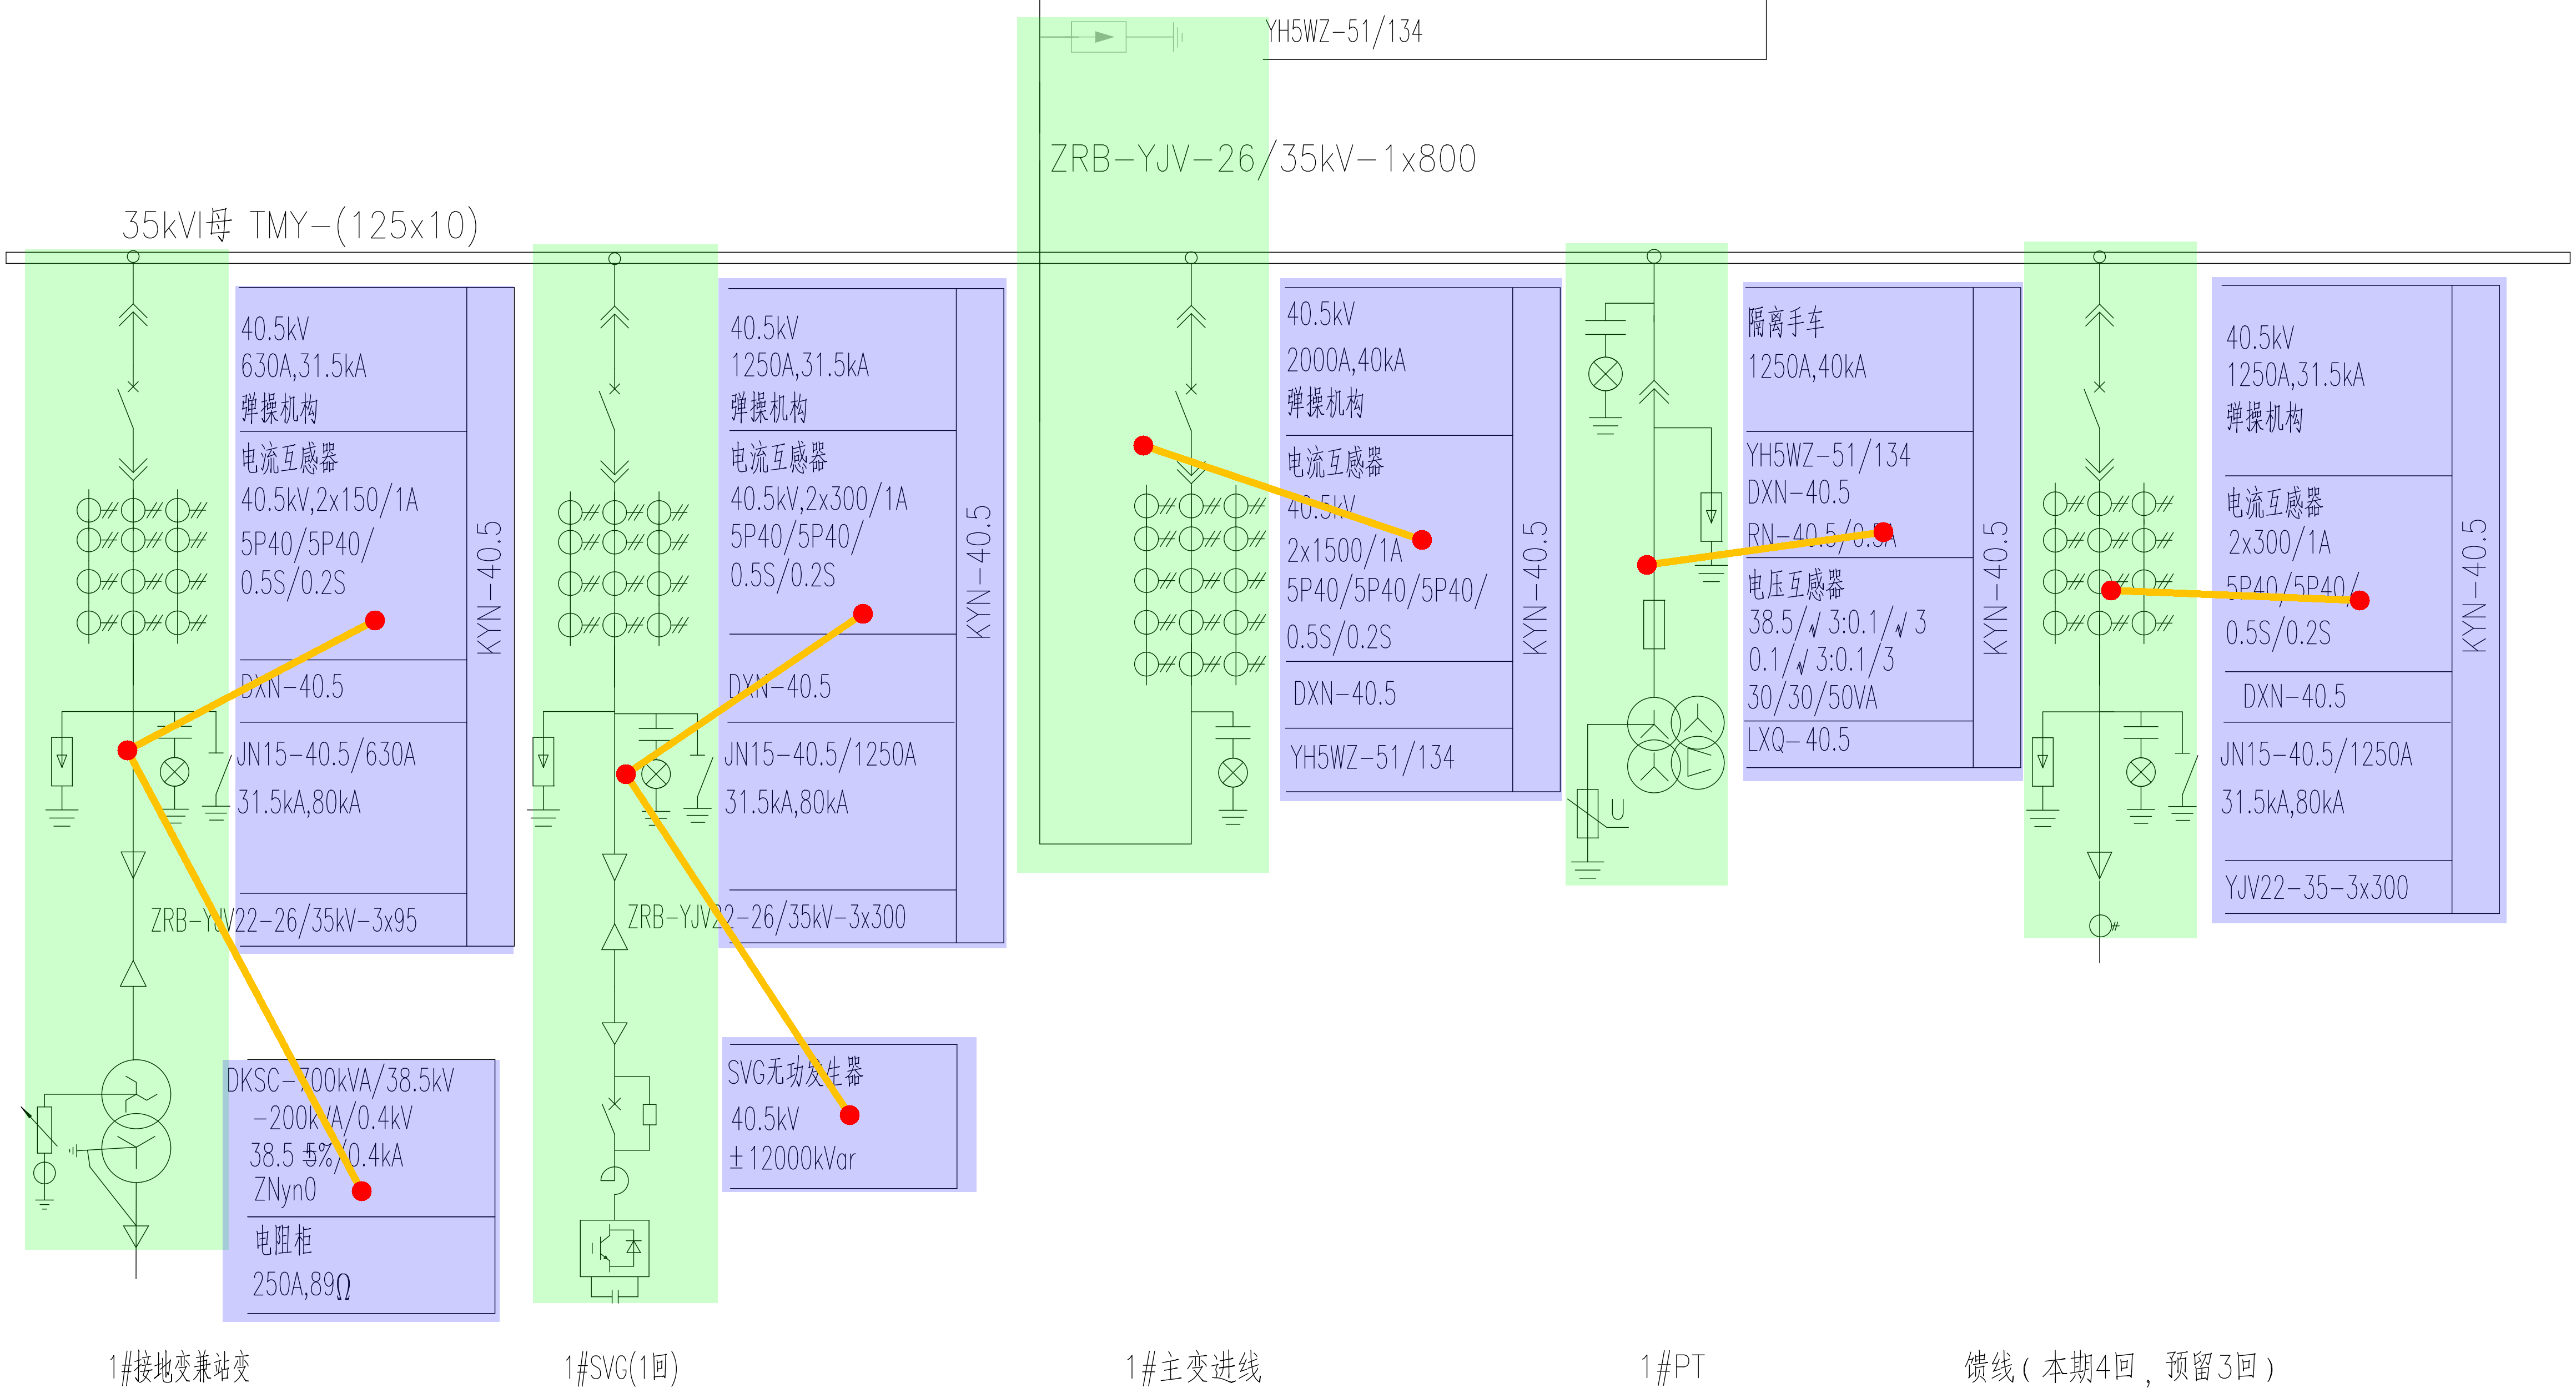 YH5WZ-51/134
ZRB-YJV-26/35kV-1x800
35kVI母 TMY-(125x10)
40.5kV
630A,31.5kA
弹操机构
电流互感器
40.5kV,2x150/1A
5P40/5P40/
0.5S/0.2S
DXN-40.5
JN15-40.5/630A
31.5kA,80kA
ZRB-YJV22-26/35kV-3x95
KYN-40.5
DKSC-700kVA/38.5kV
-200kVA/0.4kV
38.5±5%/0.4kA
ZNyn0
电阻柜
250A,89Ω
1#接地变兼站变
40.5kV
1250A,31.5kA
弹操机构
电流互感器
40.5kV,2x300/1A
5P40/5P40/
0.5S/0.2S
DXN-40.5
JN15-40.5/1250A
31.5kA,80kA
ZRB-YJV22-26/35kV-3x300
KYN-40.5
SVG无功发生器
40.5kV
±12000kVar
1#SVG(1回)
40.5kV
2000A,40kA
弹操机构
电流互感器
40.5kV
2x1500/1A
5P40/5P40/5P40/
0.5S/0.2S
DXN-40.5
YH5WZ-51/134
KYN-40.5
1#主变进线
U
隔离手车
1250A,40kA
YH5WZ-51/134
DXN-40.5
RN-40.5/0.5A
电压互感器
38.5/√3:0.1/√3
0.1/√3:0.1/3
30/30/50VA
LXQ-40.5
KYN-40.5
1#PT
40.5kV
1250A,31.5kA
弹操机构
电流互感器
2x300/1A
5P40/5P40/
0.5S/0.2S
DXN-40.5
JN15-40.5/1250A
31.5kA,80kA
YJV22-35-3x300
KYN-40.5
馈线(本期4回,预留3回)